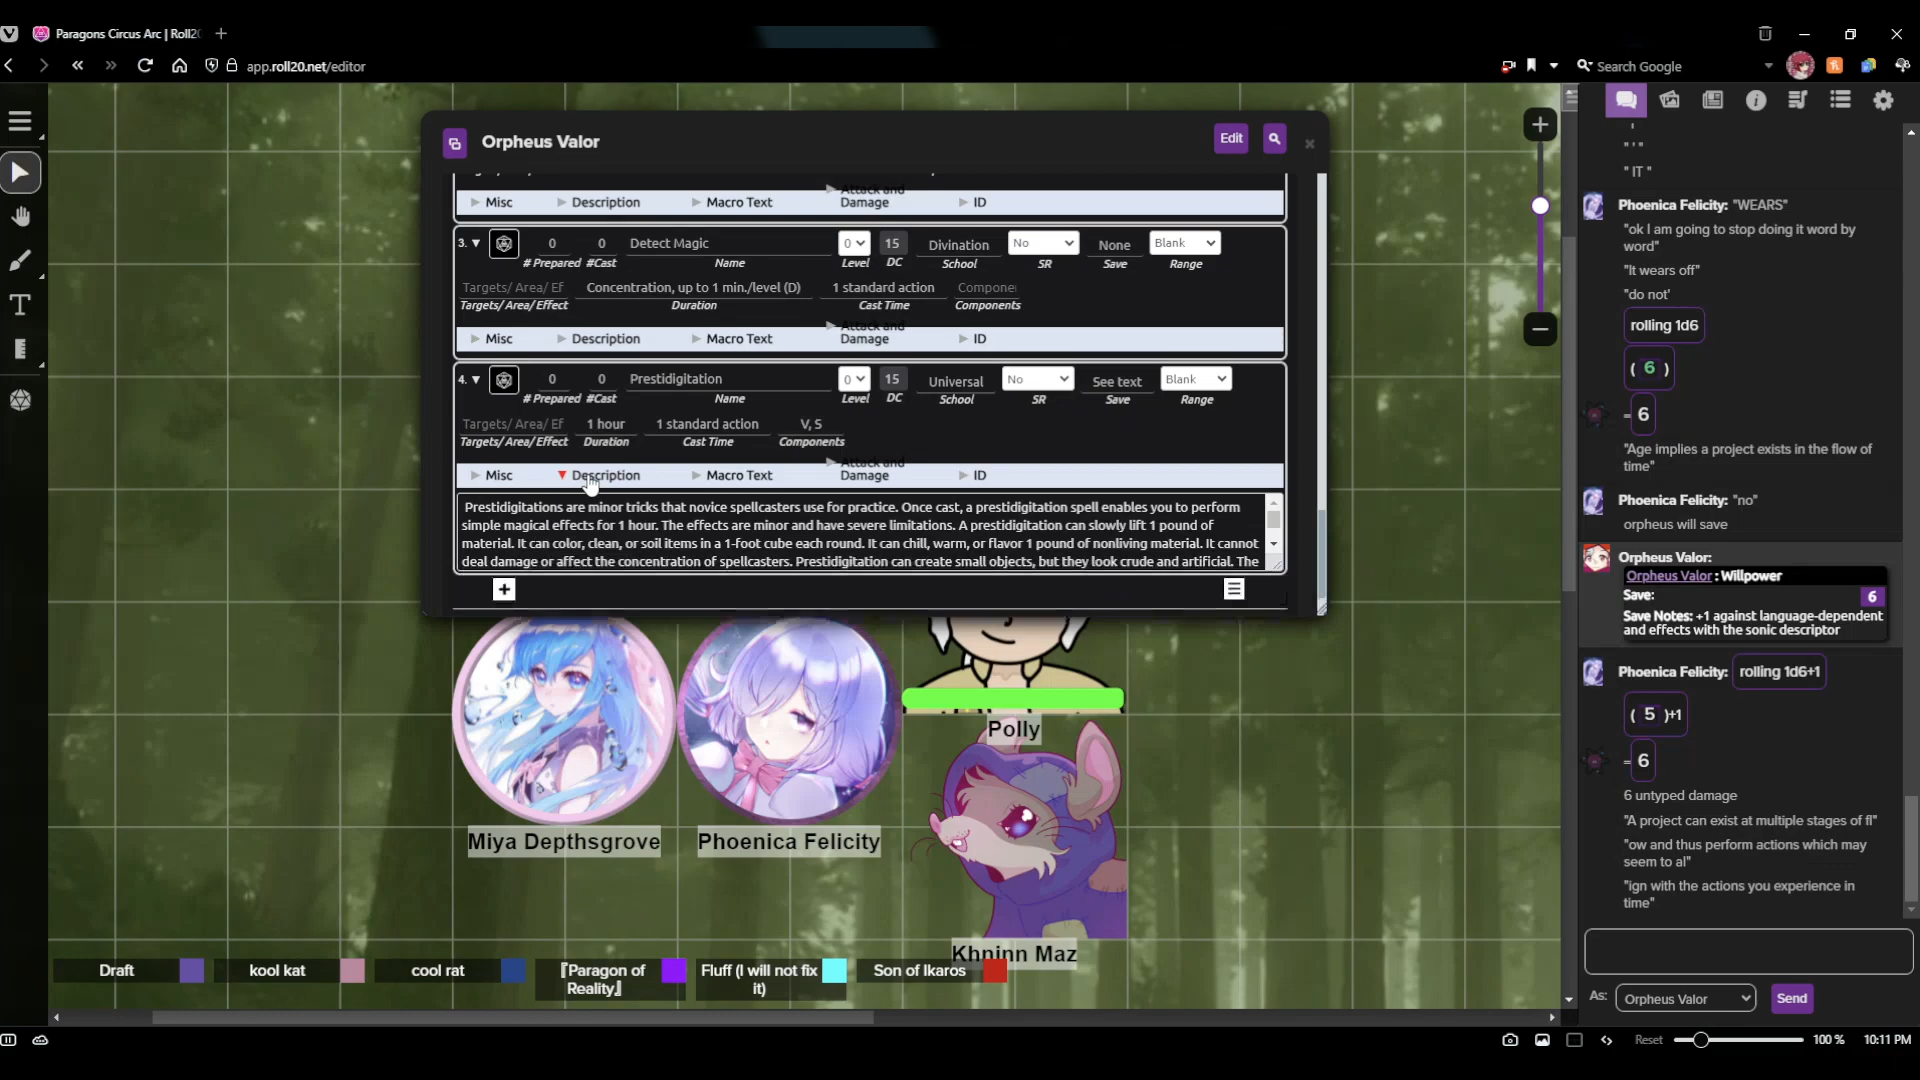 Paragons Circus Arc | Roll20
app.roll20.net/editor
Search Google
Orpheus Valor
Edit
Attack and
Misc
Description
Macro Text
Damage
ID
3.
0
0
Detect Magic
0
15
Divination
No
None
Blank
# Prepared
#Cast
Name
Level
DC
School
SR
Save
Range
Targets/ Area/ Ef
Concentration, up to 1 min./level (D)
1 standard action
Componei
Targets/ Area/ Effect
Duration
Cast Time
Components
Attack and
Misc
Description
Macro Text
Damage
ID
4.
0
0
Prestidigitation
0
15
Universal
No
See text
Blank
# Prepared
#Cast
Name
Level
DC
School
SR
Save
Range
Targets/ Area/ Ef
1 hour
1 standard action
V, S
Targets/ Area/ Effect
Duration
Cast Time
Components
Attack and
Misc
Description
Macro Text
Damage
ID
Prestidigitations are minor tricks that novice spellcasters use for practice. Once cast, a prestidigitation spell enables you to perform
simple magical effects for 1 hour. The effects are minor and have severe limitations. A prestidigitation can slowly lift 1 pound of
material. It can color, clean, or soil items in a 1-foot cube each round. It can chill, warm, or flavor 1 pound of nonliving material. It cannot
deal damage or affect the concentration of spellcasters. Prestidigitation can create small objects, but they look crude and artificial. The
Polly
Miya Depthsgrove
Phoenica Felicity
Khninn Maz
Draft
kool kat
cool rat
『Paragon of
Reality』
Fluff (I will not fix
it)
Son of Ikaros
" ' "
" IT "
Phoenica Felicity: "WEARS"
"ok I am going to stop doing it word by
word"
"It wears off"
"do not'
rolling 1d6
( 6 )
= 6
"Age implies a project exists in the flow of
time"
Phoenica Felicity: "no"
orpheus will save
Orpheus Valor:
Orpheus Valor : Willpower
Save: 6
Save Notes: +1 against language-dependent
and effects with the sonic descriptor
Phoenica Felicity: rolling 1d6+1
( 5 )+1
= 6
6 untyped damage
"A project can exist at multiple stages of fl"
"ow and thus perform actions which may
seem to al"
"ign with the actions you experience in
time"
As: Orpheus Valor
Send
Reset
100 %
10:11 PM